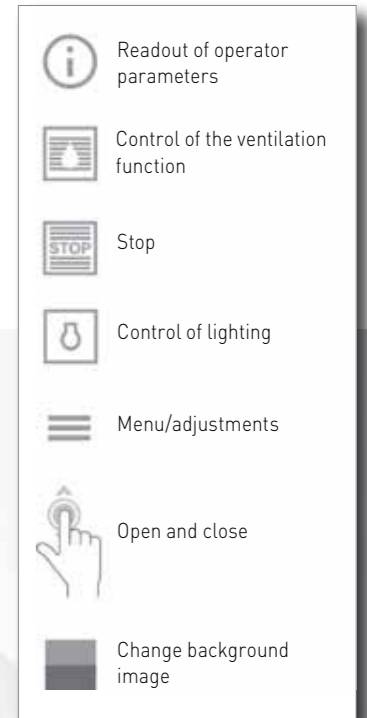 Readout of operator
parameters
Control of the ventilation
function
STOP
Stop
Control of lighting
Menu/adjustments
Open and close
Change background
image